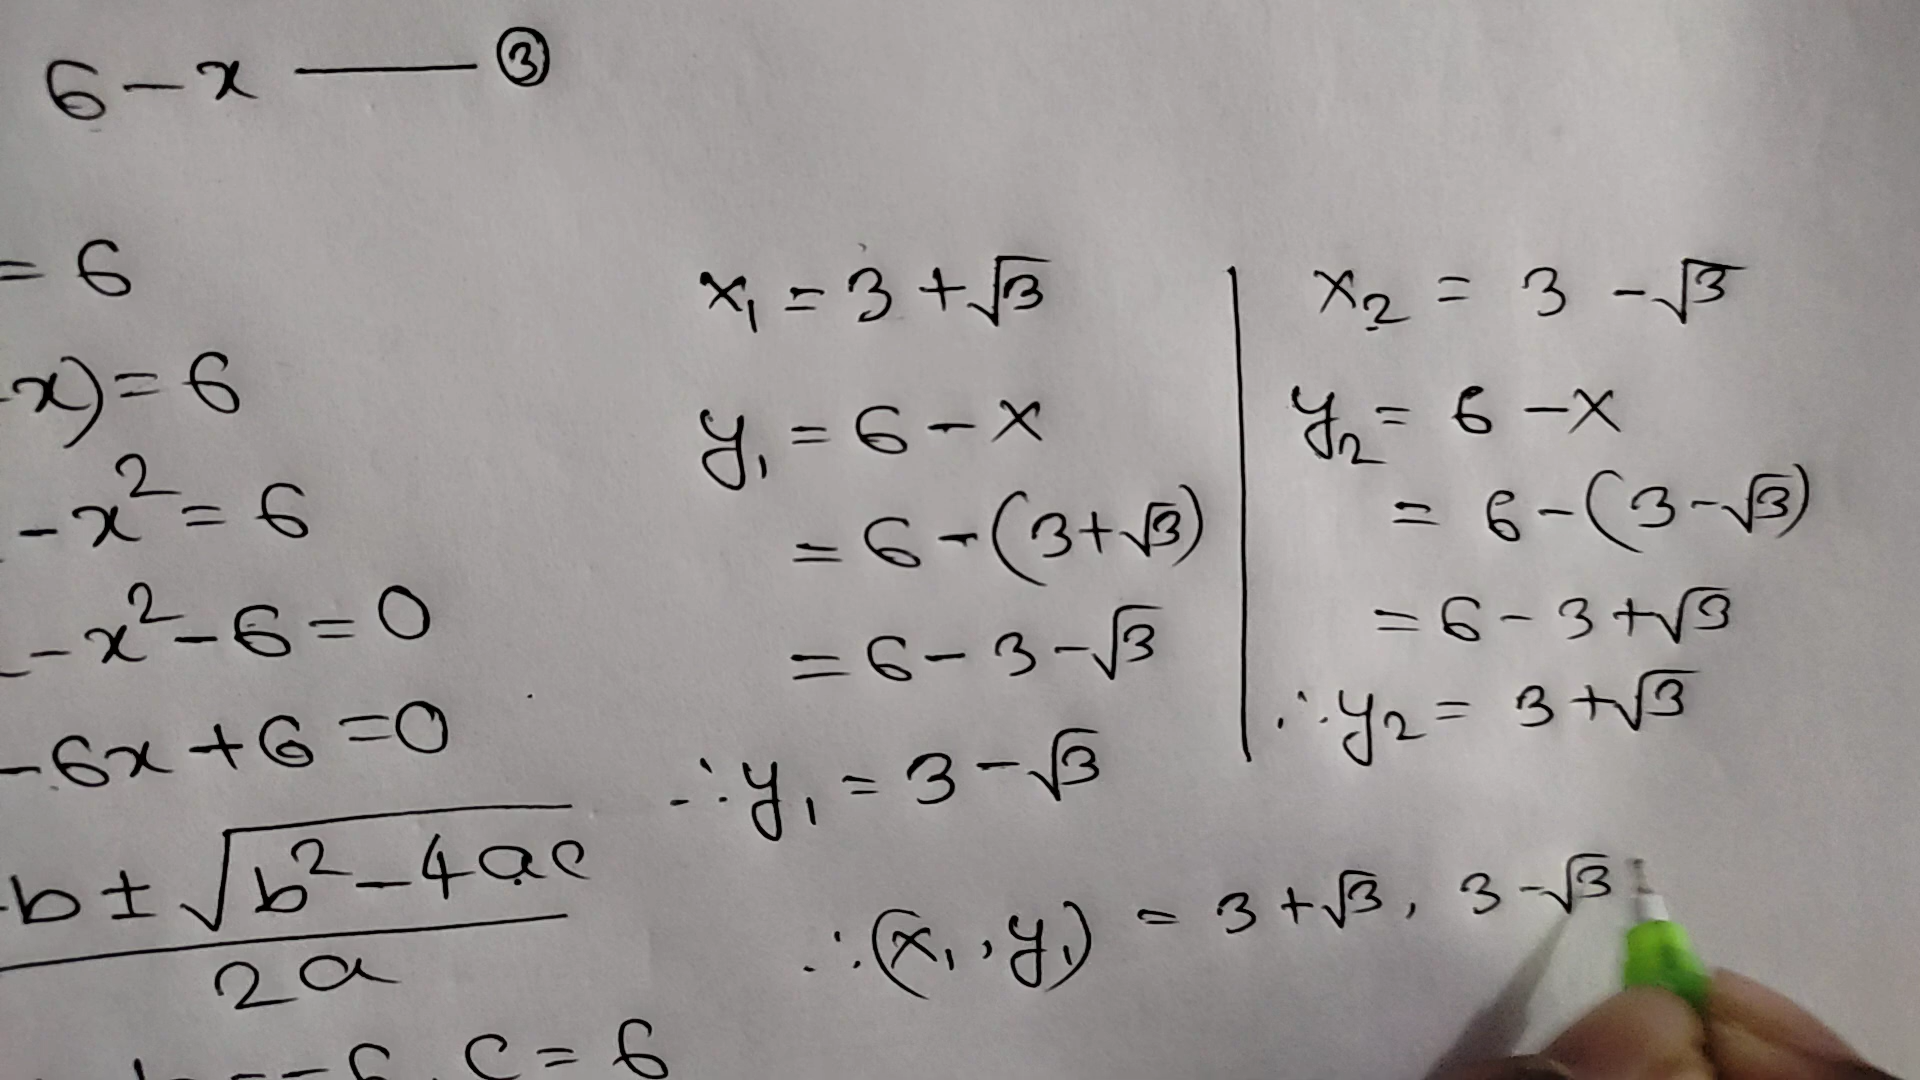 6 - x —— ③
= 6
x) = 6
- x² = 6
- x² - 6 = 0
- 6x + 6 = 0
-b ± √(b² - 4ac)
2a
= -6, c = 6
x₁ = 3 + √3
y₁ = 6 - x
= 6 - (3 + √3)
= 6 - 3 - √3
∴ y₁ = 3 - √3
x₂ = 3 - √3
y₂ = 6 - x
= 6 - (3 - √3)
= 6 - 3 + √3
∴ y₂ = 3 + √3
∴ (x₁, y₁) = 3 + √3, 3 - √3